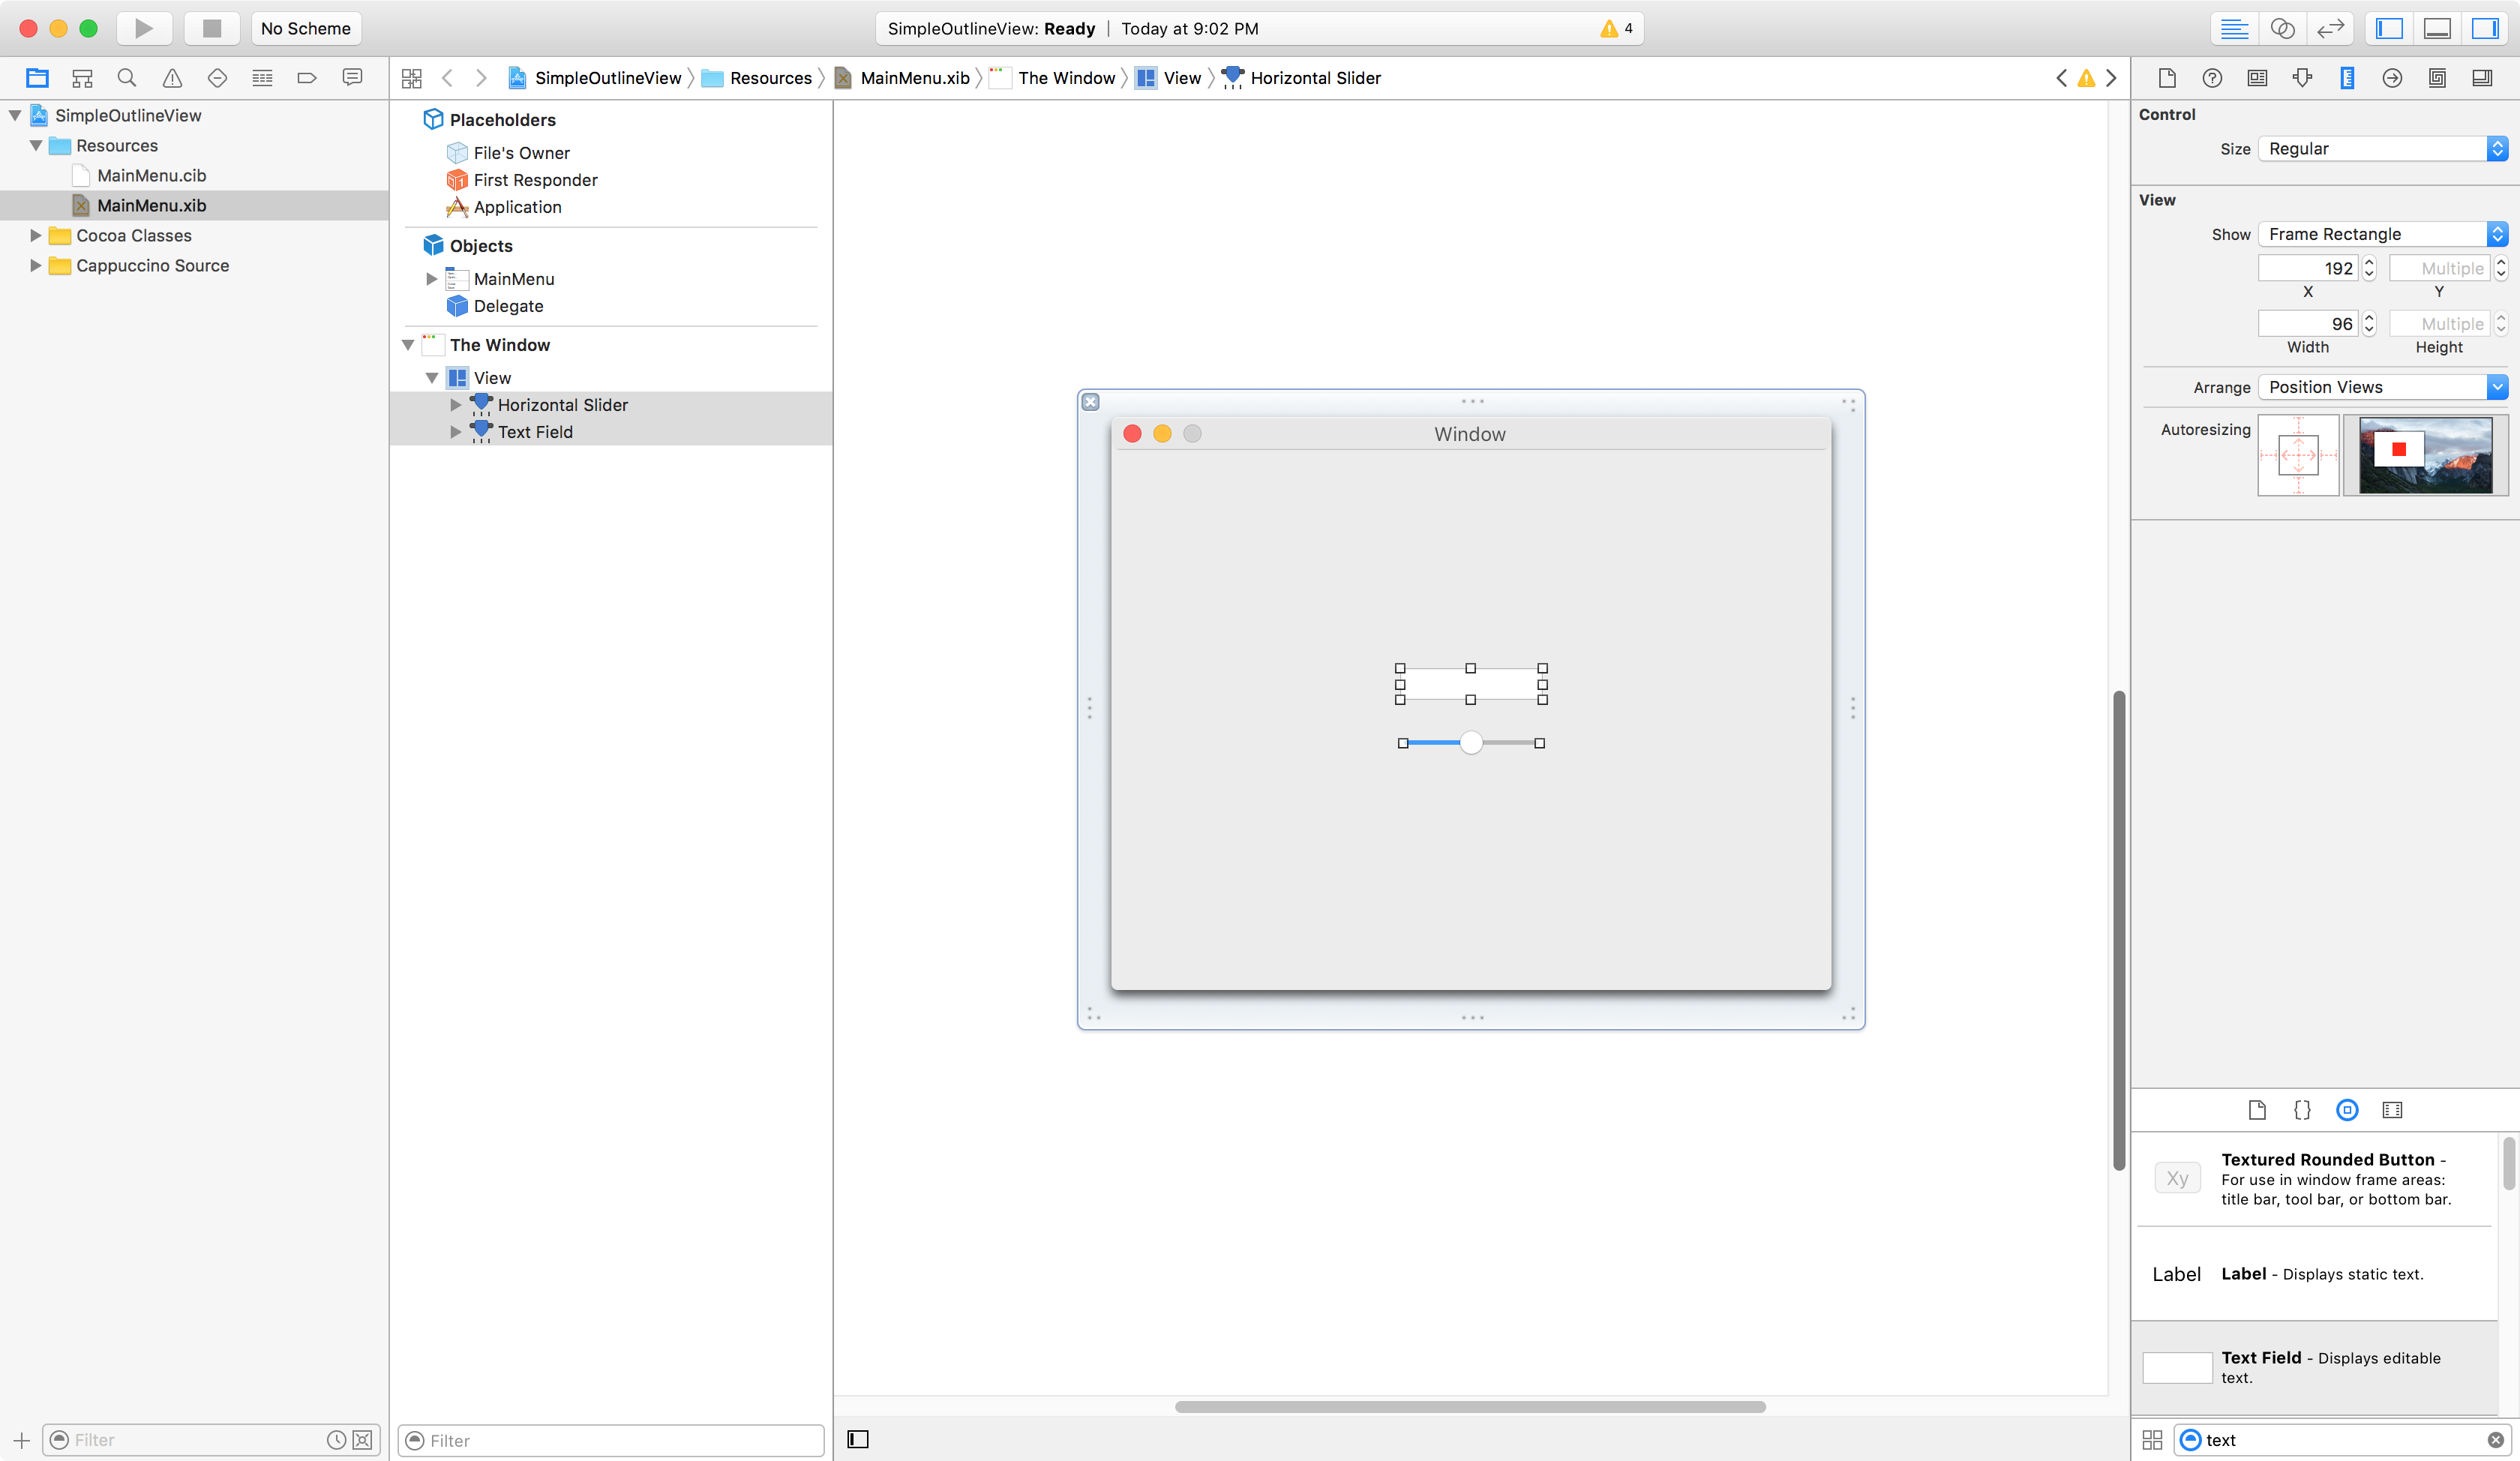 No Scheme
SimpleOutlineView: Ready | Today at 9:02 PM
4
SimpleOutlineView
Resources
MainMenu.xib
The Window
View
Horizontal Slider
SimpleOutlineView
Resources
MainMenu.cib
MainMenu.xib
Cocoa Classes
Cappuccino Source
Filter
Placeholders
File's Owner
First Responder
Application
Objects
MainMenu
Delegate
The Window
View
Horizontal Slider
Text Field
Filter
Window
Control
Size Regular
View
Show Frame Rectangle
192 Multiple
X Y
96 Multiple
Width Height
Arrange Position Views
Autoresizing
Xy
Textured Rounded Button -
For use in window frame areas:
title bar, tool bar, or bottom bar.
Label
Label - Displays static text.
Text Field - Displays editable
text.
text